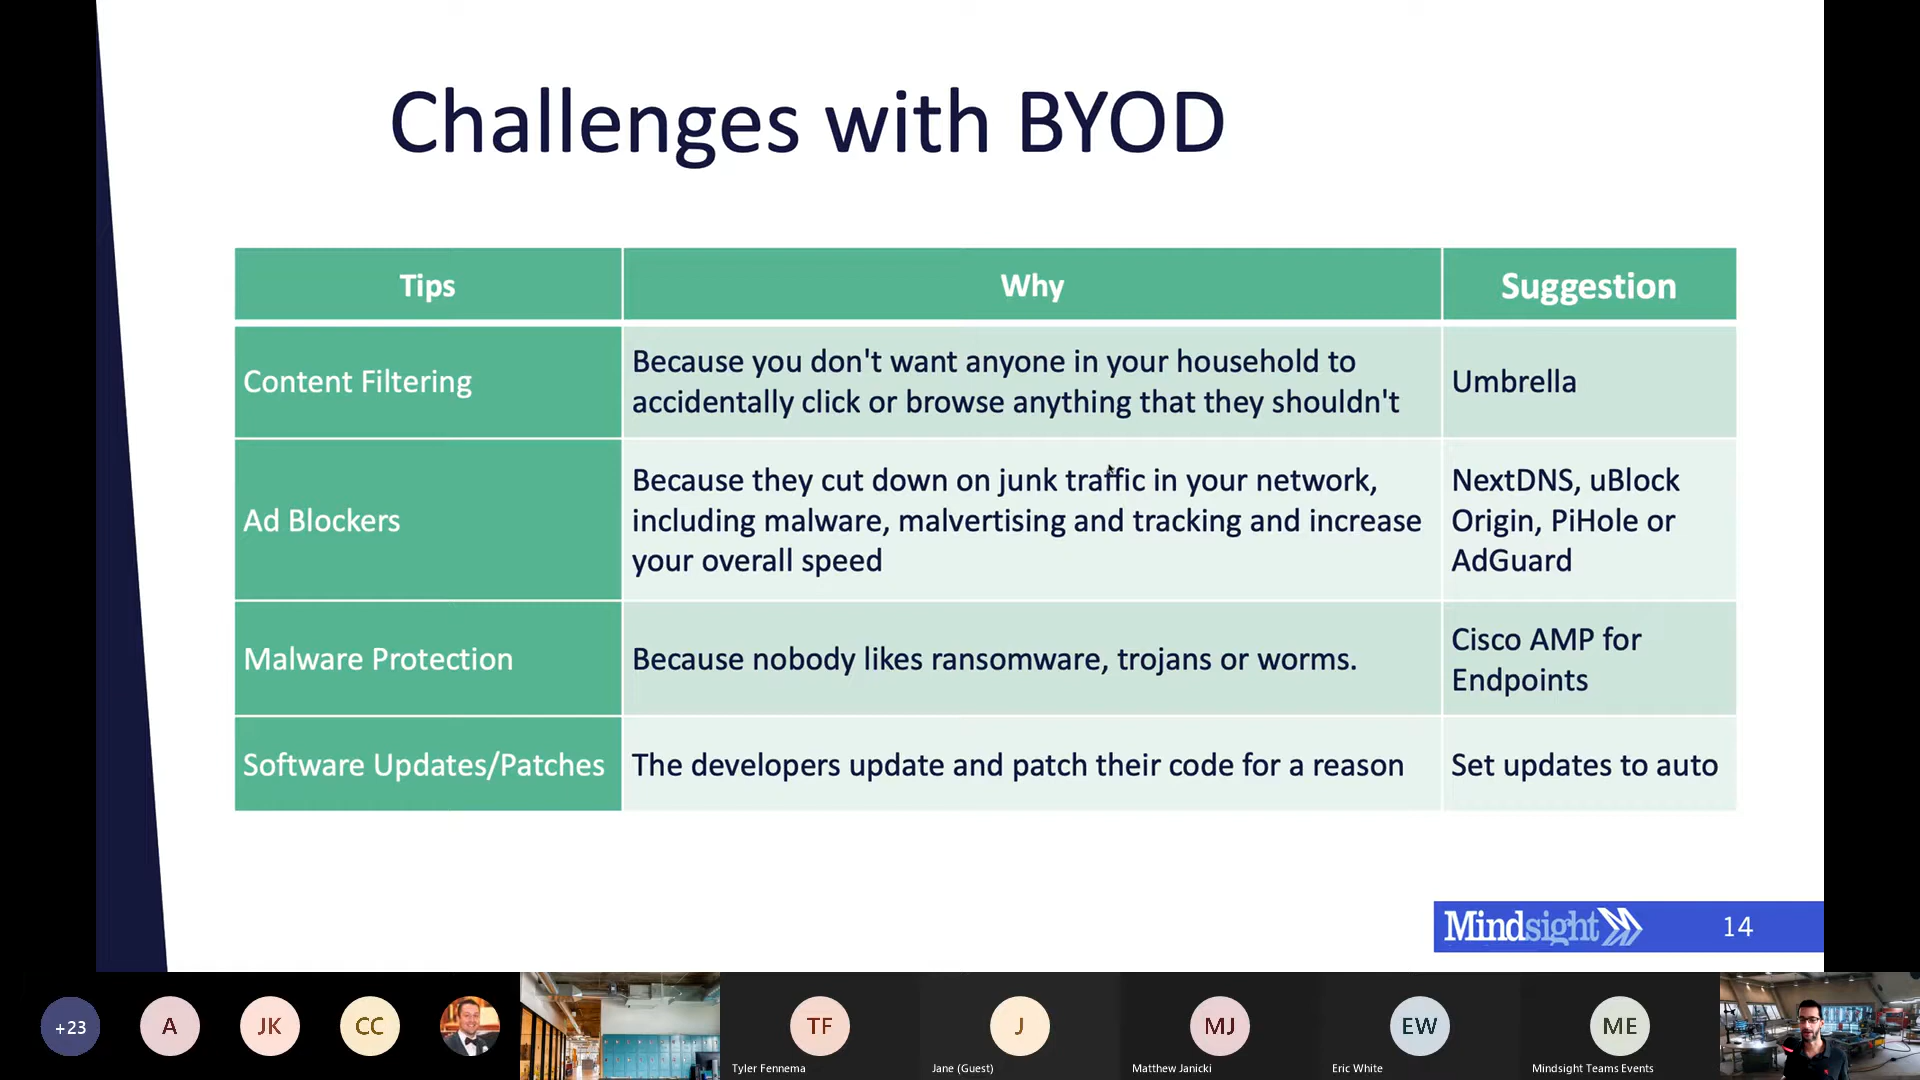 Challenges with BYOD
Tips
Why
Suggestion
Content Filtering
Because you don't want anyone in your household to
accidentally click or browse anything that they shouldn't
Umbrella
Ad Blockers
Because they cut down on junk traffic in your network,
including malware, malvertising and tracking and increase
your overall speed
NextDNS, uBlock
Origin, PiHole or
AdGuard
Malware Protection
Because nobody likes ransomware, trojans or worms.
Cisco AMP for
Endpoints
Software Updates/Patches
The developers update and patch their code for a reason
Set updates to auto
Mindsight
14
+23
A
JK
CC
TF
Tyler Fennema
J
Jane (Guest)
MJ
Matthew Janicki
EW
Eric White
ME
Mindsight Teams Events